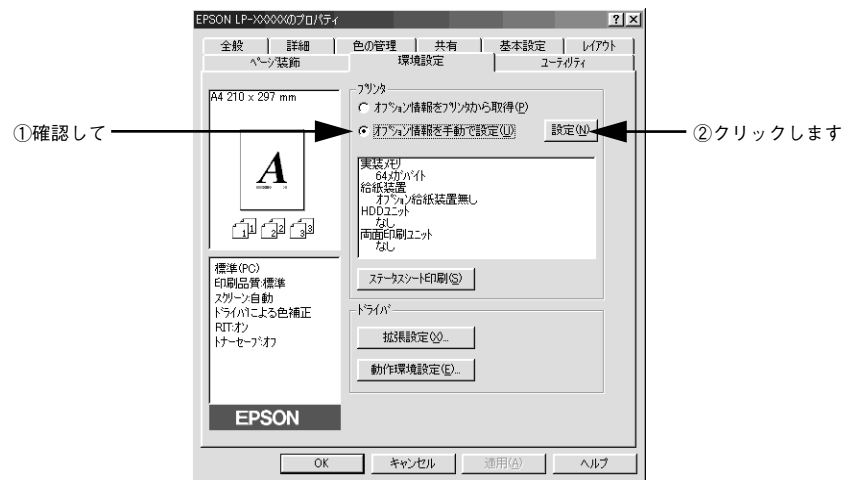 EPSON LP-XXXXXのプロパティ
全般 詳細 色の管理 共有 基本設定 レイアウト
ページ装飾 環境設定 ユーティリティ
A4 210 x 297 mm
プリンタ
オプション情報をプリンタから取得(P)
①確認して
オプション情報を手動で設定(U)
設定(N)...
②クリックします
A
実装メモリ
64メガバイト
給紙装置
オプション給紙装置無し
HDDユニット
なし
両面印刷ユニット
なし
1 1 2 2 3 3
ステータスシート印刷(S)
標準(PC)
印刷品質:標準
スクリーン:自動
ドライバによる色補正
RIT:オン
トナーセーブ:オフ
ドライバ
拡張設定(X)...
動作環境設定(E)...
EPSON
OK キャンセル 適用(A) ヘルプ